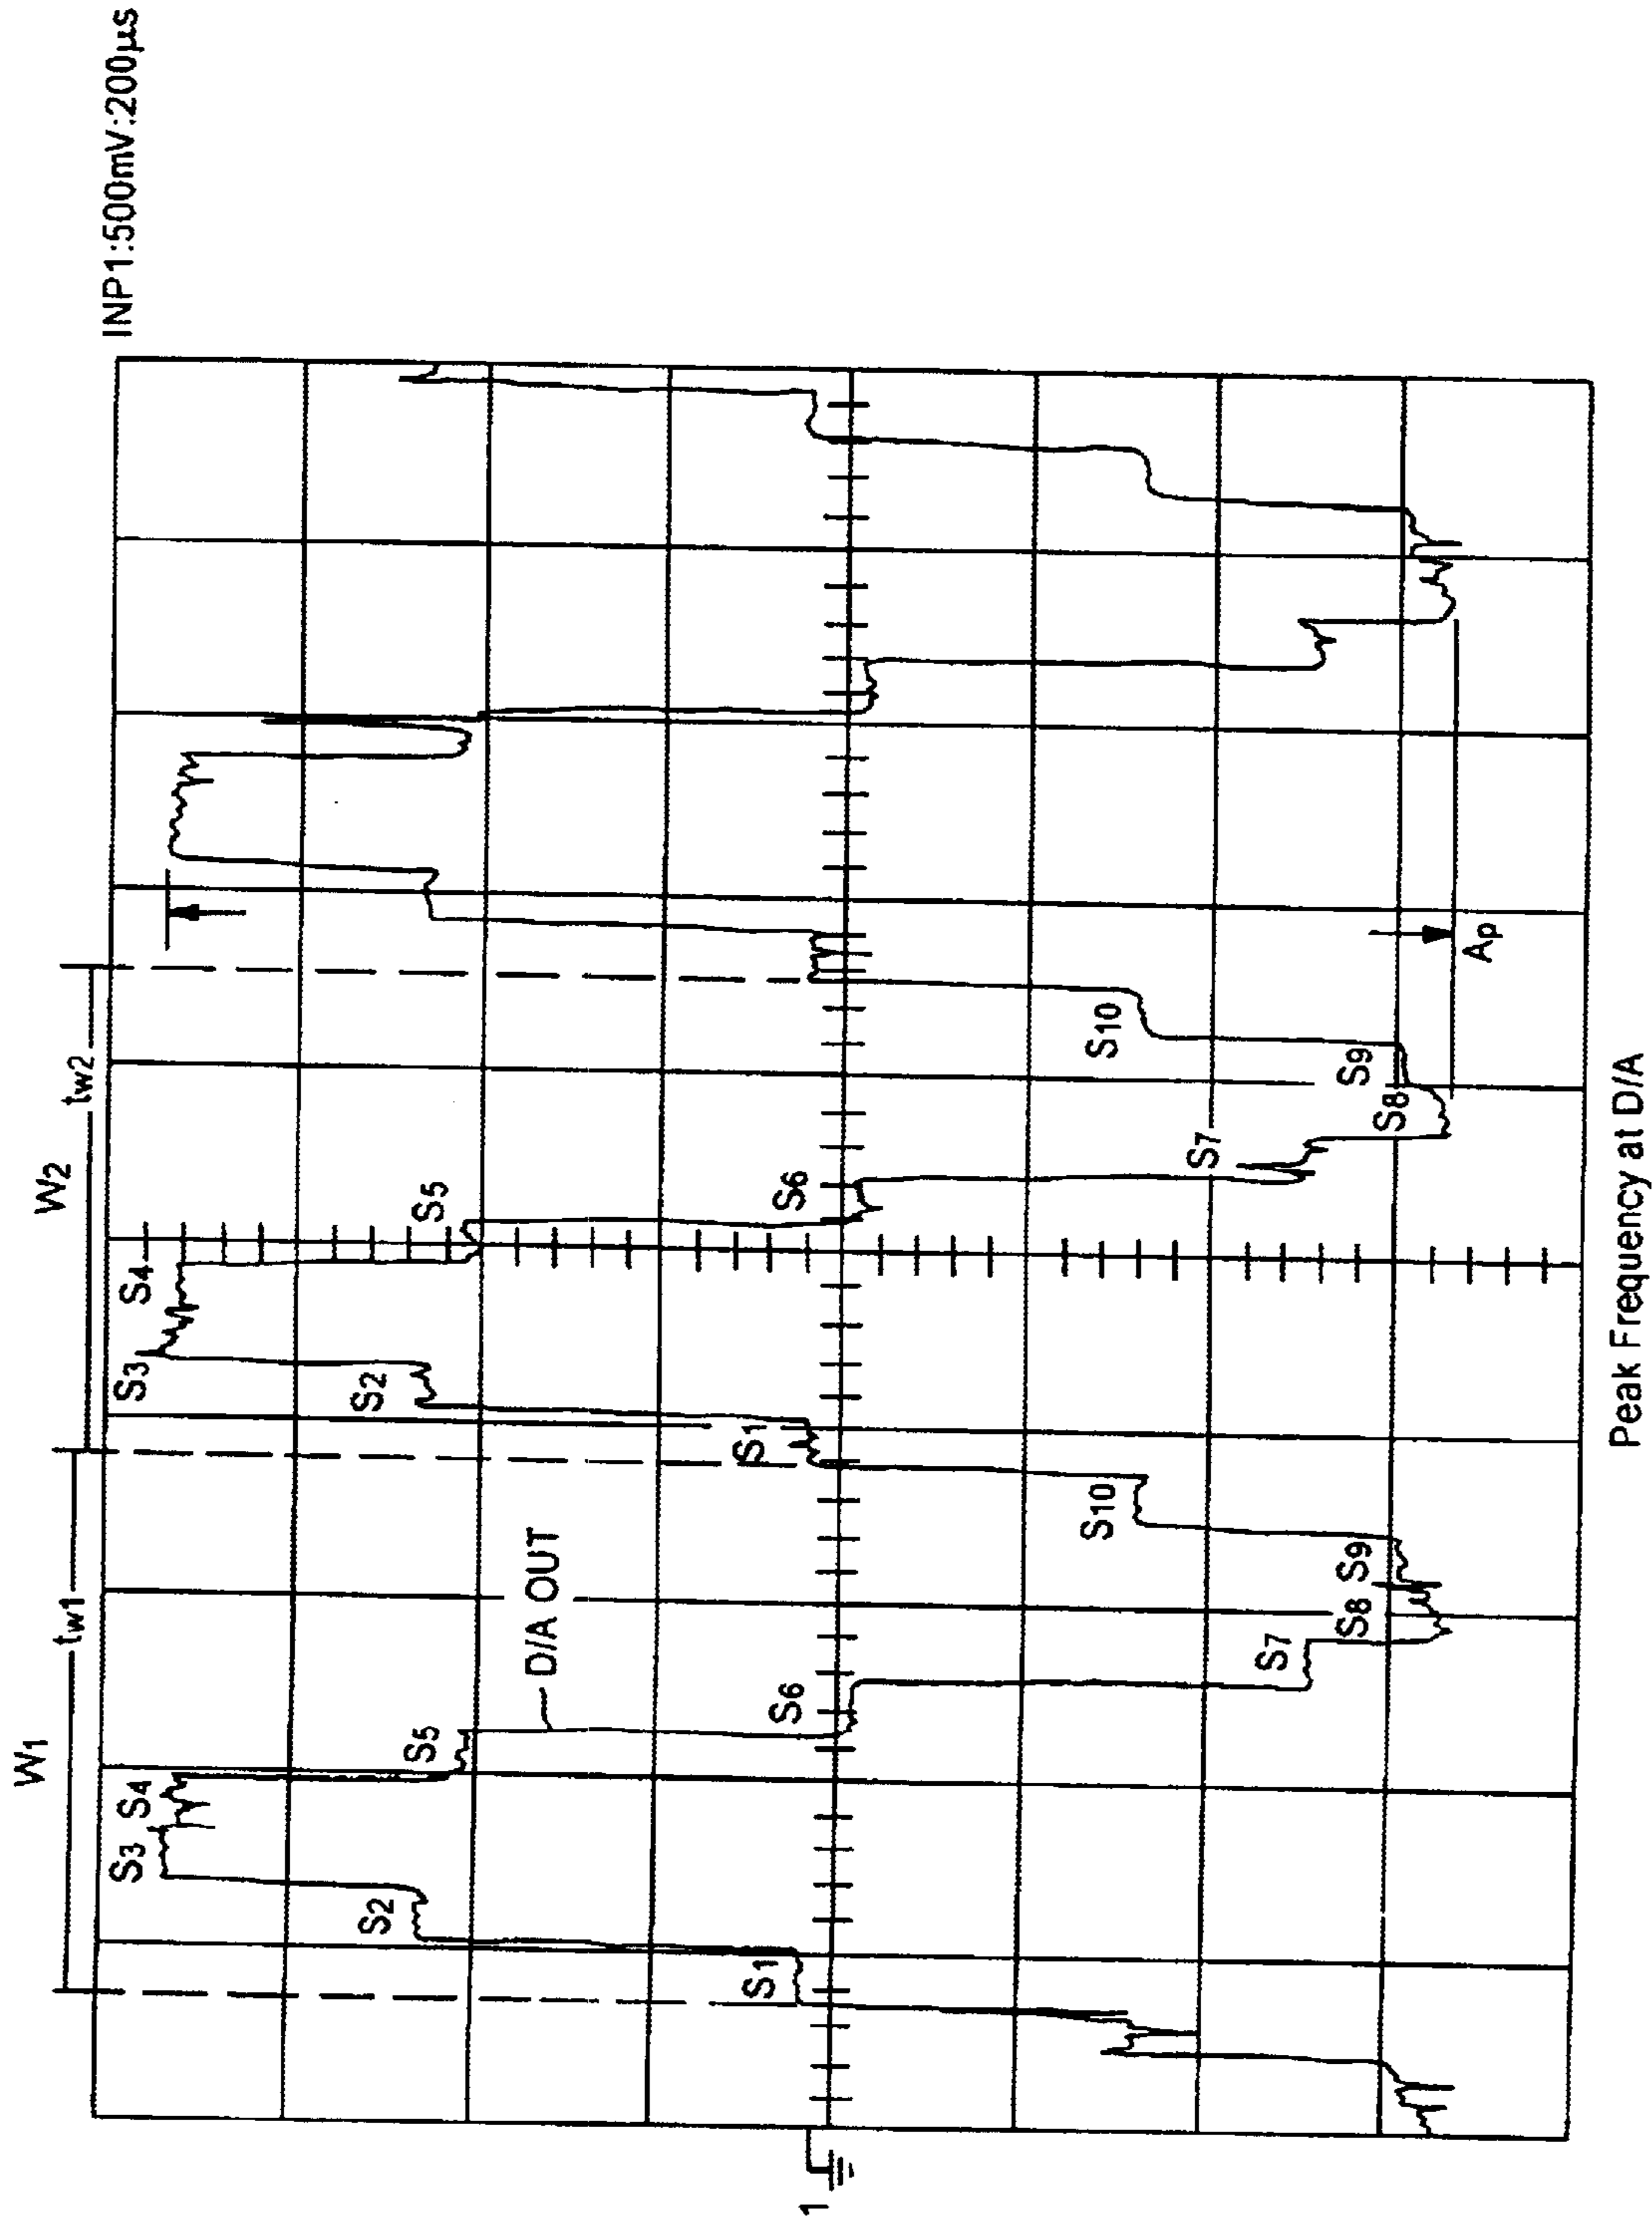 INP1:500mV:200µs
W1
W2
tw1
tw2
S3
S4
S3
S4
S2
S5
S2
S5
D/A OUT
S1
S6
S1
S6
1
S7
S10
S7
S10
S8
S9
S8
S9
Ap
Peak Frequency at D/A